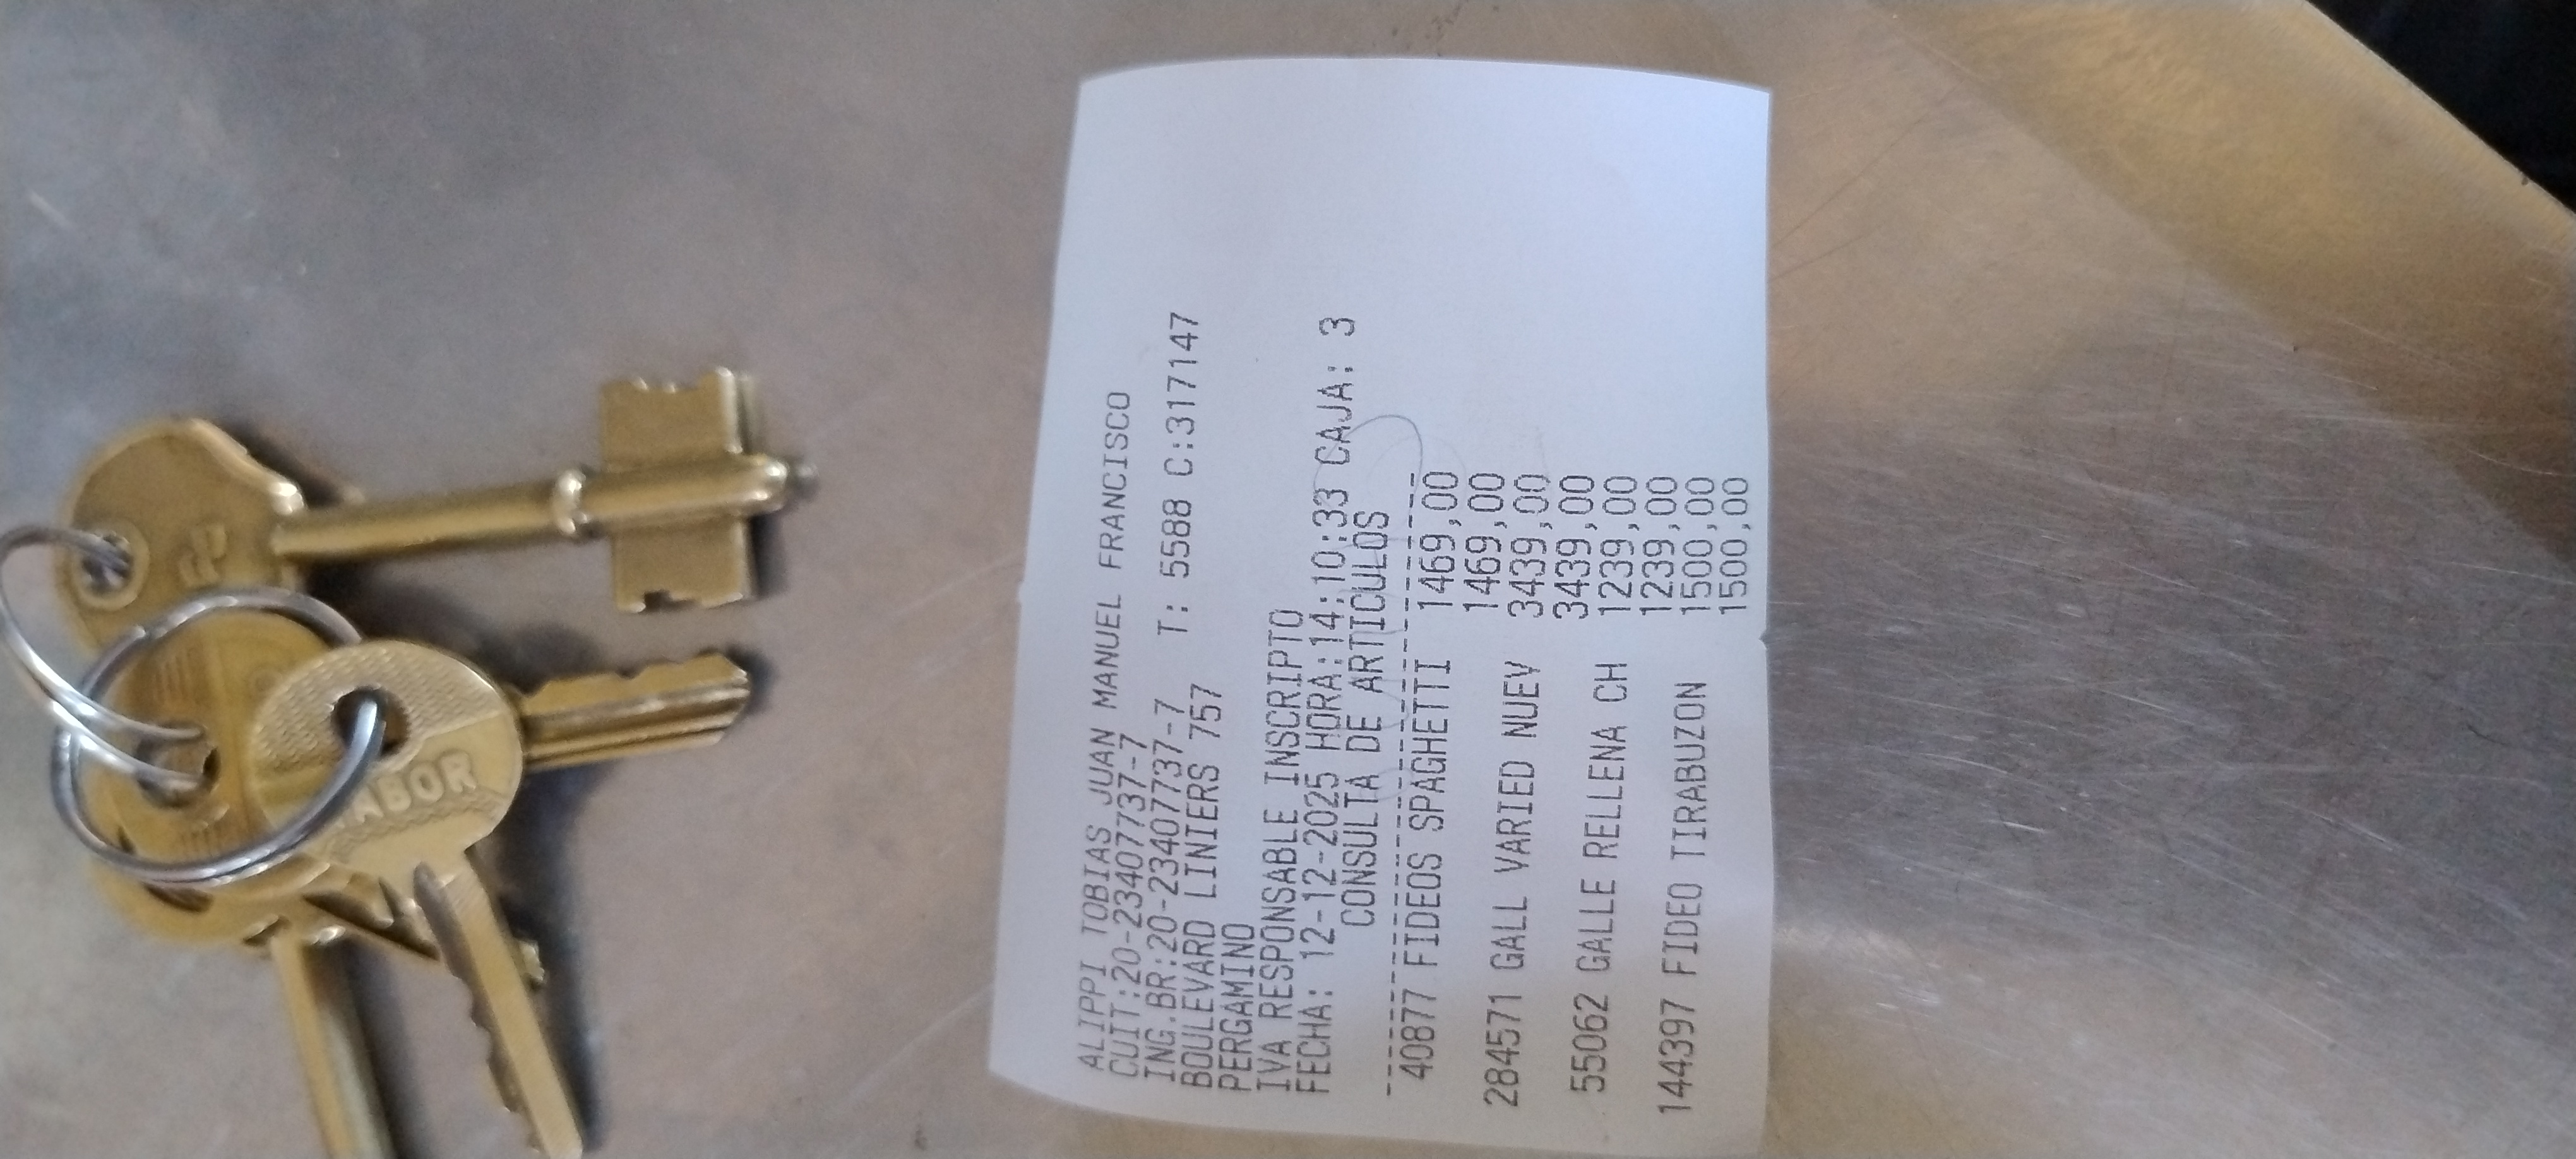 ALIPPI TOBIAS JUAN MANUEL FRANCISCO
CUIT:20-23407737-7
ING.BR:20-23407737-7 T: 5588 C:317147
BOULEVARD LINIERS 757
PERGAMINO
IVA RESPONSABLE INSCRIPTO
FECHA: 12-12-2025 HORA:14:10:33 CAJA: 3
CONSULTA DE ARTICULOS
40877 FIDEOS SPAGHETTI 1469,00
1469,00
284571 GALL VARIED NUEV 3439,00
3439,00
55062 GALLE RELLENA CH 1239,00
1239,00
144397 FIDEO TIRABUZON 1500,00
1500,00